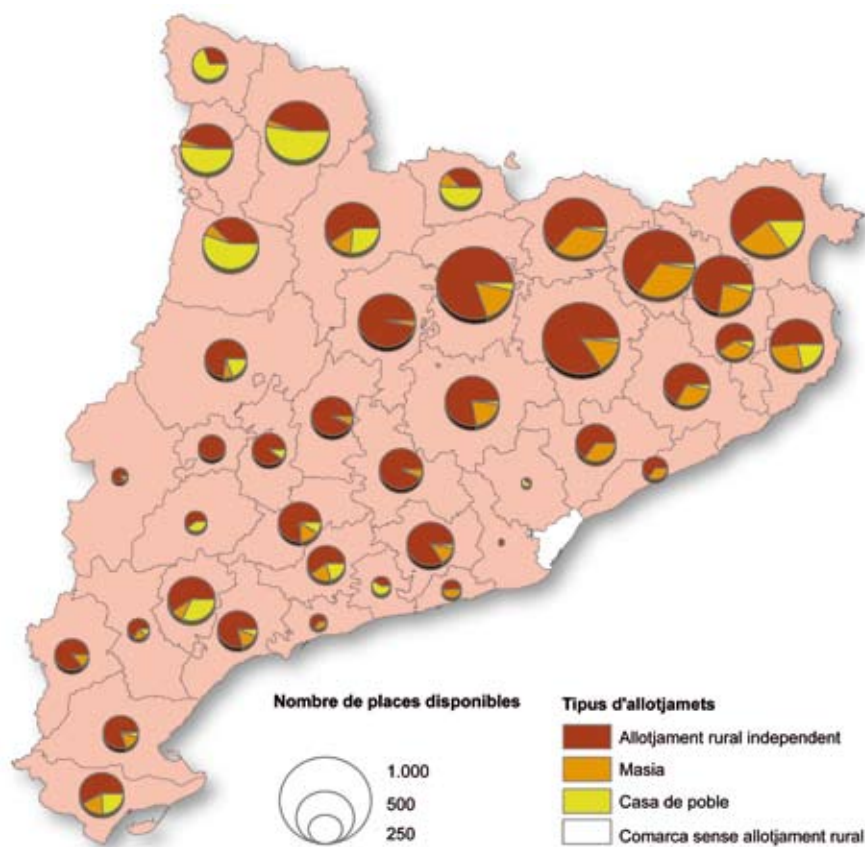 Nombre de places disponibles
1.000
500
250
Tipus d'allotjamets
Allotjament rural independent
Masia
Casa de poble
Comarca sense allotjament rural